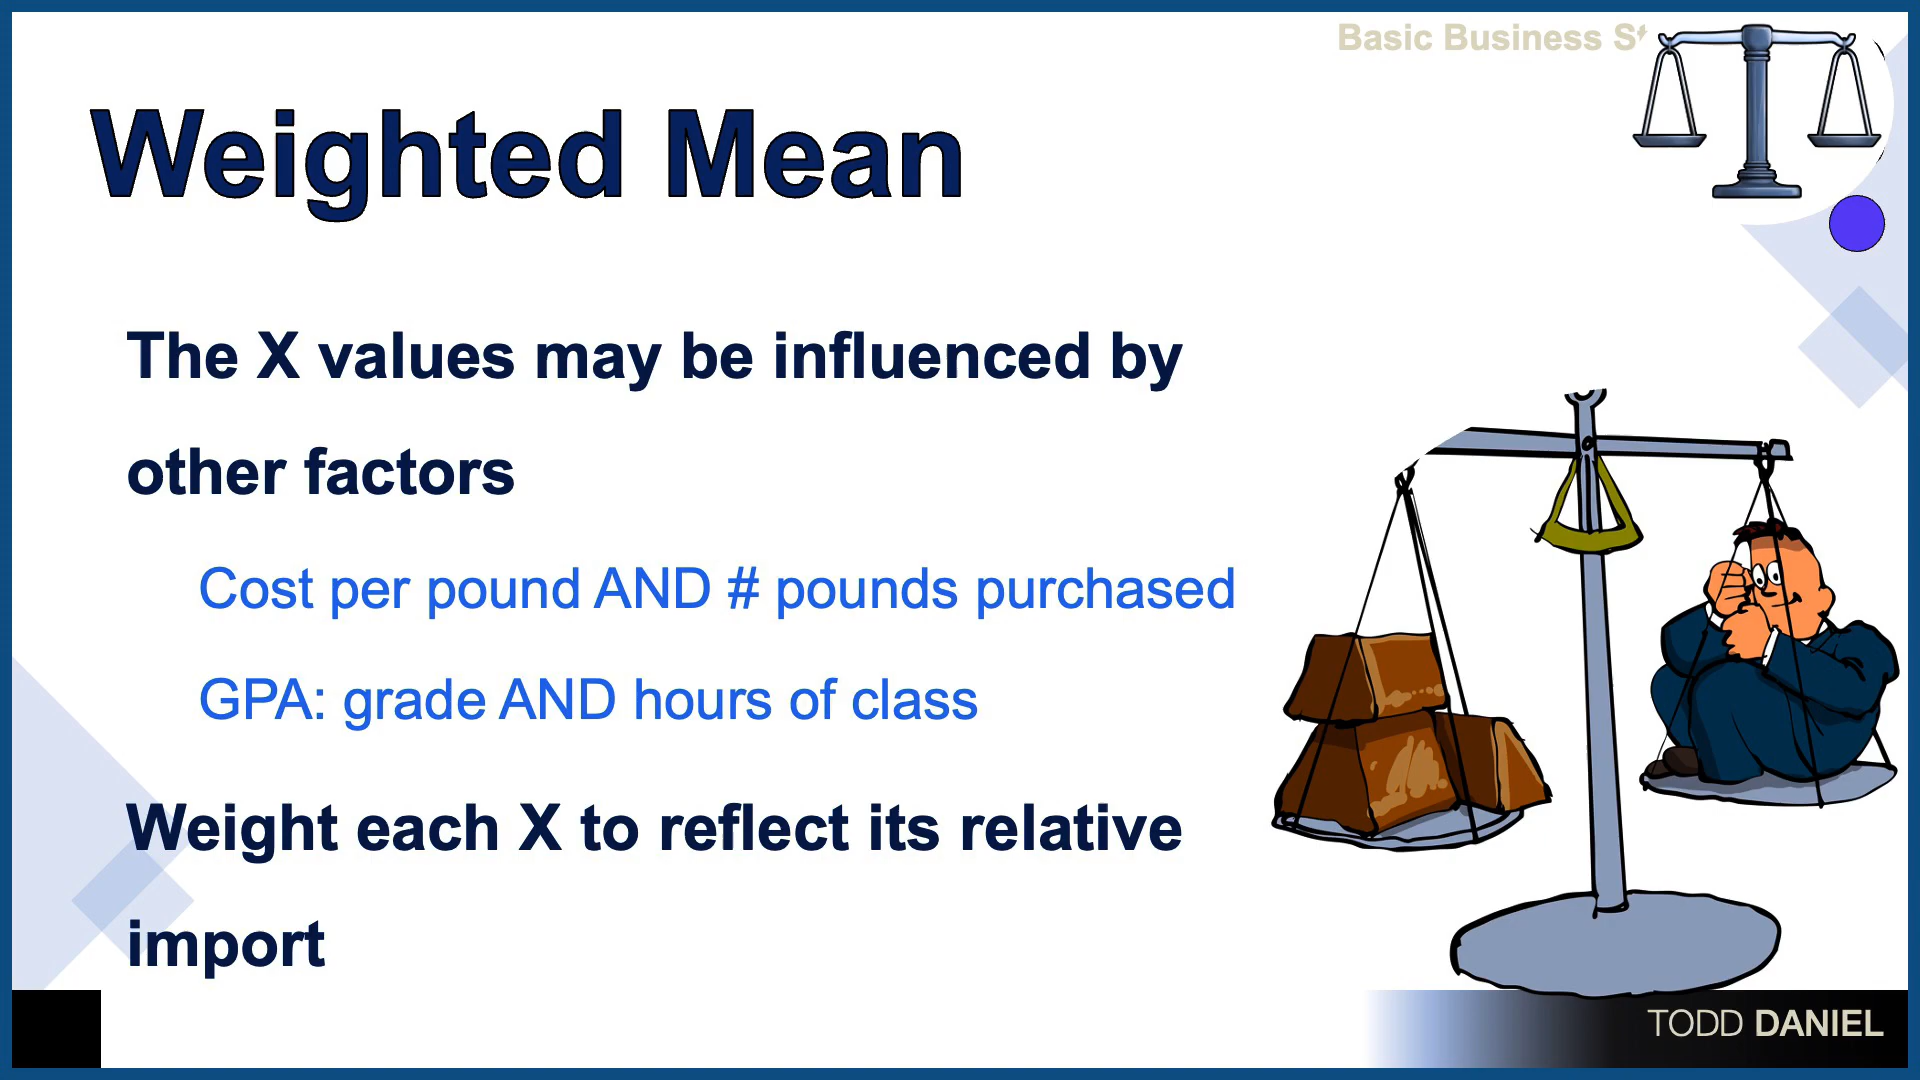 Basic Business
Weighted Mean
The X values may be influenced by
other factors
Cost per pound AND # pounds purchased
GPA: grade AND hours of class
Weight each X to reflect its relative
import
TODD DANIEL